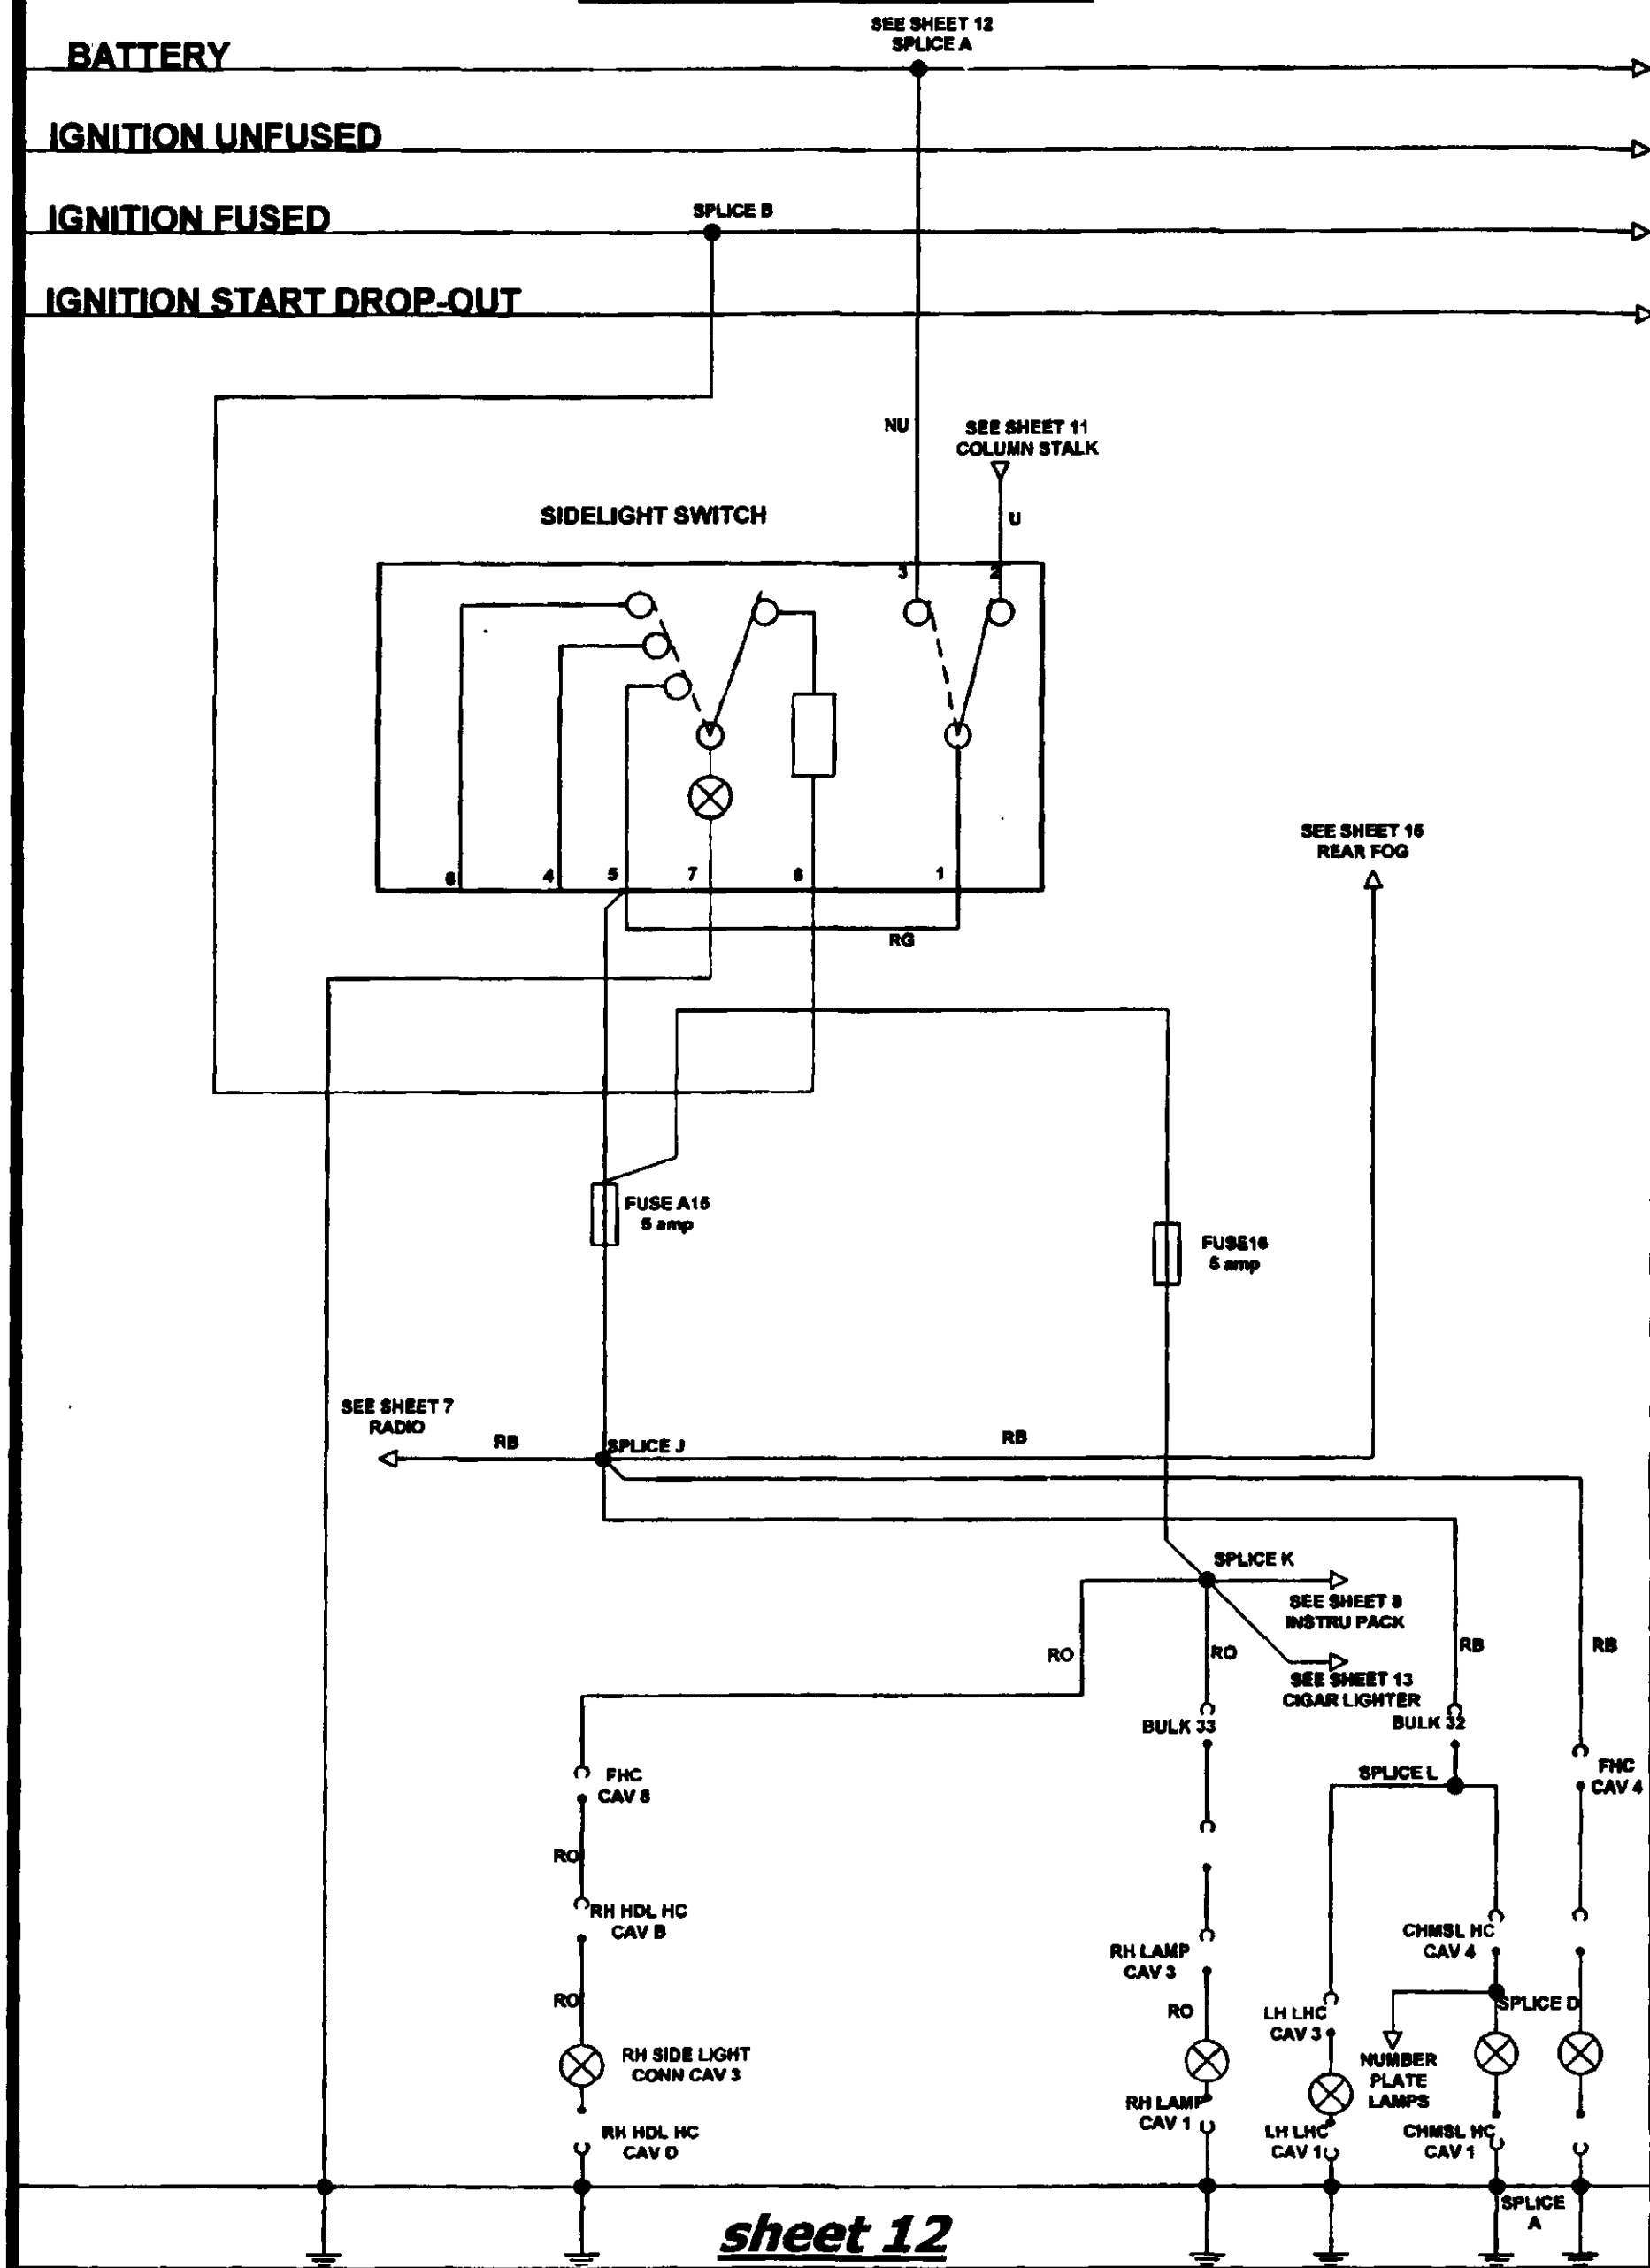 SEE SHEET 12
SPLICE A
BATTERY
IGNITION UNFUSED
IGNITION FUSED
SPLICE B
IGNITION START DROP-OUT
NU
SEE SHEET 11
COLUMN STALK
U
SIDELIGHT SWITCH
3
2
6
4
5
7
8
1
RG
SEE SHEET 15
REAR FOG
FUSE A15
5 amp
FUSE16
5 amp
SEE SHEET 7
RADIO
RB
SPLICE J
RB
SPLICE K
SEE SHEET 8
INSTRU PACK
RO
RO
RB
RB
SEE SHEET 13
CIGAR LIGHTER
BULK 33
BULK 32
FHC
CAV 8
SPLICE L
FHC
CAV 4
RO
RH HDL HC
CAV B
CHMSL HC
CAV 4
RH LAMP
CAV 3
RO
RO
LH LHC
CAV 3
SPLICE D
RH SIDE LIGHT
CONN CAV 3
NUMBER
PLATE
LAMPS
RH LAMP
CAV 1
RH HDL HC
CAV D
LH LHC
CAV 1
CHMSL HC
CAV 1
SPLICE
A
sheet 12